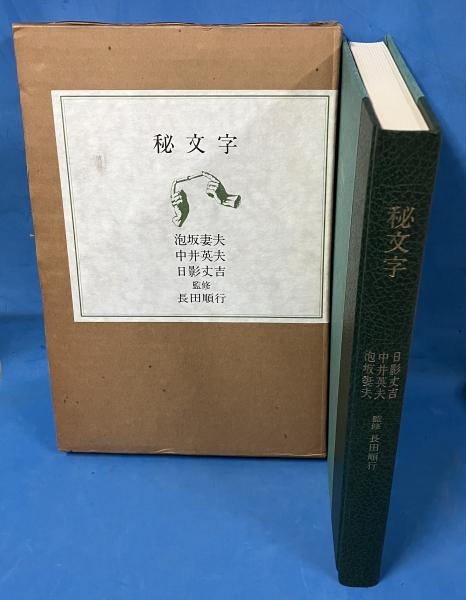 秘文字
泡坂妻夫
中井英夫
日影丈吉
監修
長田順行
秘文字
日影丈吉
中井英夫
泡坂妻夫
監修 長田順行